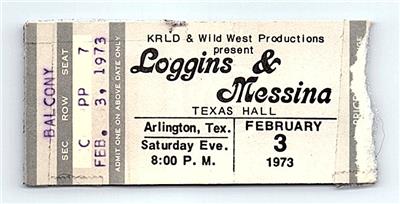 BALCONY
SEC ROW SEAT
C PP 7
FEB. 3, 1973
ADMIT ONE ON ABOVE DATE ONLY
KRLD & Wild West Productions
present
Loggins &
Messina
TEXAS HALL
Arlington, Tex.
Saturday Eve.
8:00 P. M.
FEBRUARY
3
1973